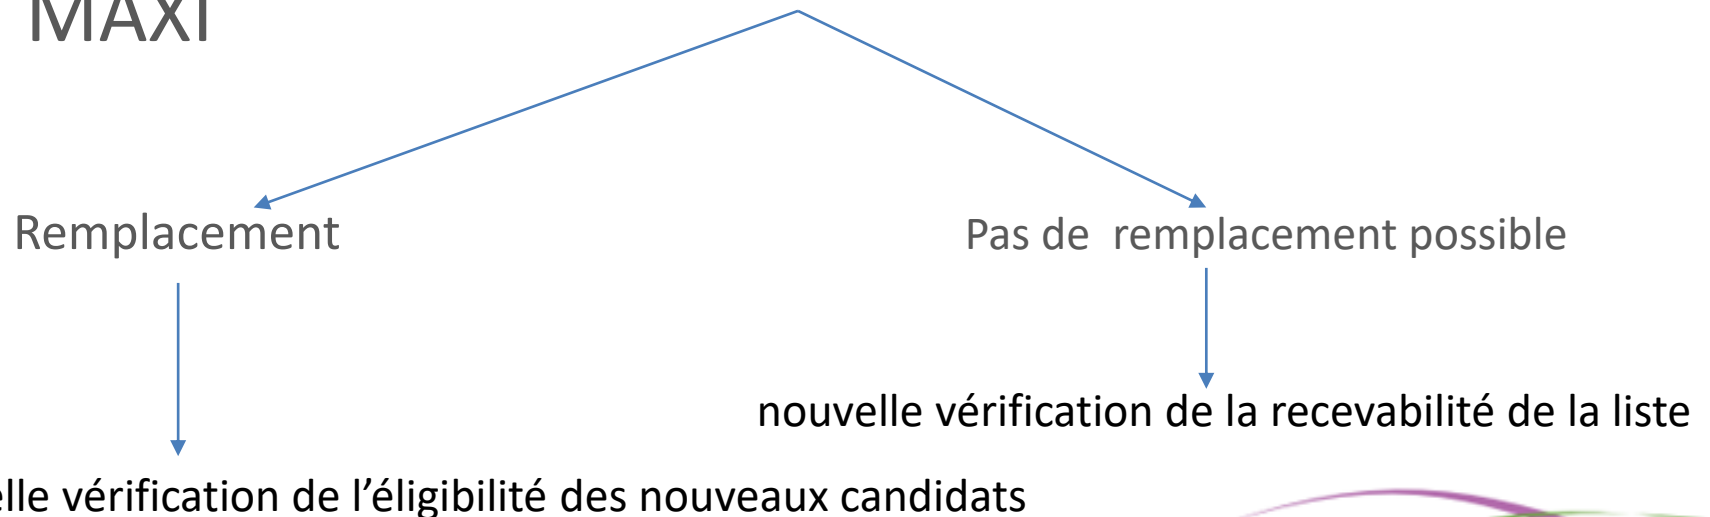 MAXI
Remplacement
Pas de remplacement possible
nouvelle vérification de la recevabilité de la liste
vérification de l'éligibilité des nouveaux candidats